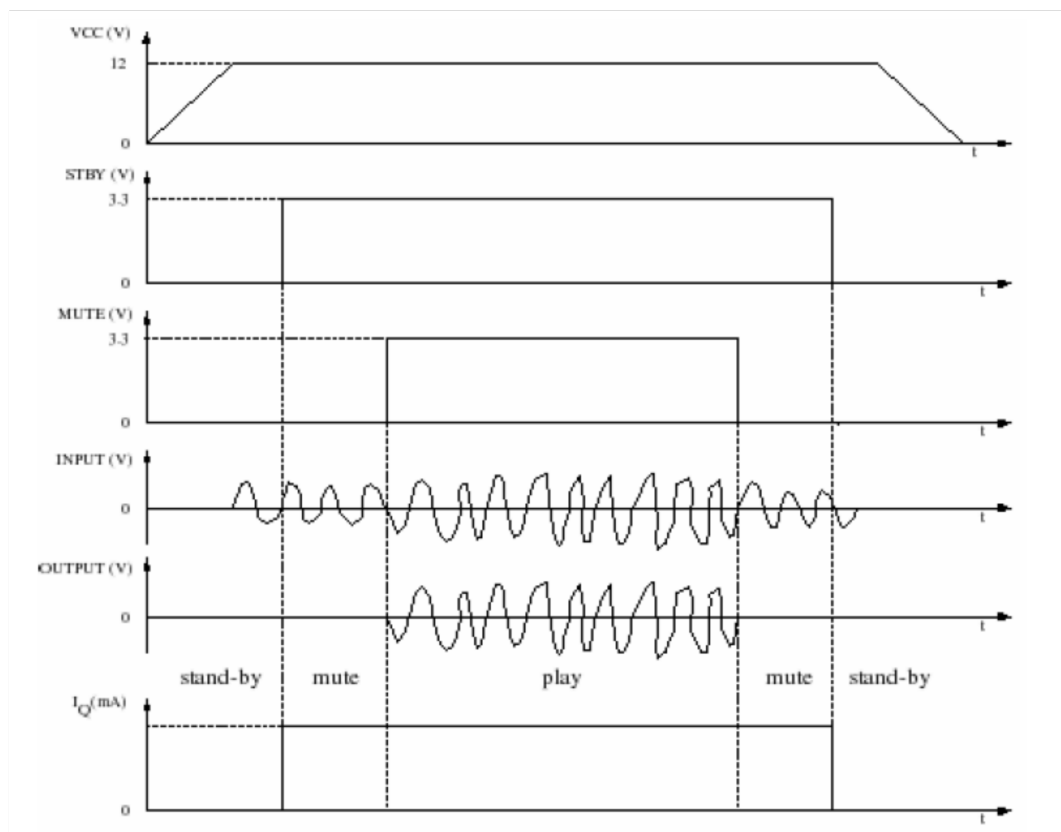 VCC (V)
12
0
t
STBY (V)
3.3
0
t
MUTE (V)
3.3
0
t
INPUT (V)
0
t
OUTPUT (V)
0
t
stand-by mute play mute stand-by
IQ(mA)
0
t